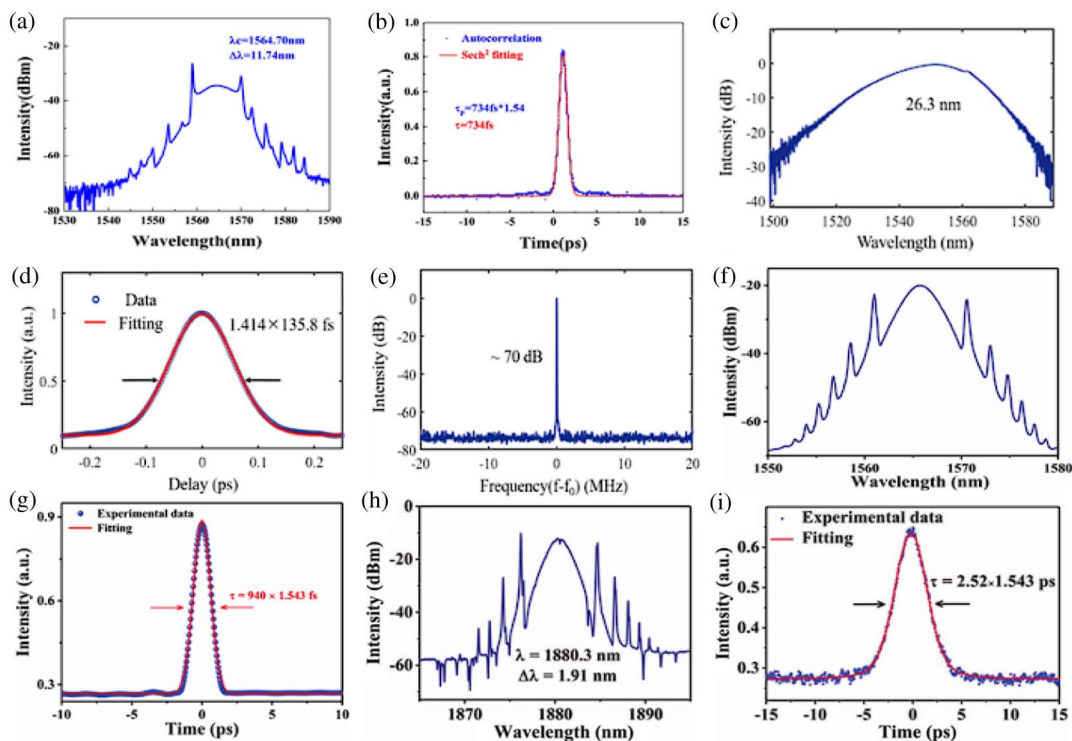 (a)
λc=1564.70nm
Δλ=11.74nm
Intensity(dBm)
-20
-40
-60
-80
1530 1540 1550 1560 1570 1580 1590
Wavelength(nm)
(b)
Autocorrelation
Sech² fitting
τp=734fs*1.54
τ=734fs
Intensity(a.u.)
1.0
0.8
0.6
0.4
0.2
0.0
-15 -10 -5 0 5 10 15
Time(ps)
(c)
26.3 nm
Intensity (dB)
0
-10
-20
-30
-40
1500 1520 1540 1560 1580
Wavelength (nm)
(d)
Data
Fitting
1.414×135.8 fs
Intensity (a.u.)
1
0.5
0
-0.2 -0.1 0 0.1 0.2
Delay (ps)
(e)
~ 70 dB
Intensity (dB)
0
-20
-40
-60
-80
-20 -10 0 10 20
Frequency(f-f₀) (MHz)
(f)
Intensity (dBm)
-20
-40
-60
1550 1560 1570 1580
Wavelength (nm)
(g)
Experimental data
Fitting
τ = 940 × 1.543 fs
Intensity (a.u.)
0.9
0.6
0.3
-10 -5 0 5 10
Time (ps)
(h)
λ = 1880.3 nm
Δλ = 1.91 nm
Intensity (dBm)
0
-20
-40
-60
1870 1880 1890
Wavelength (nm)
(i)
Experimental data
Fitting
τ = 2.52×1.543 ps
Intensity (a.u.)
0.6
0.5
0.3
0.2
-15 -10 -5 0 5 10 15
Time (ps)